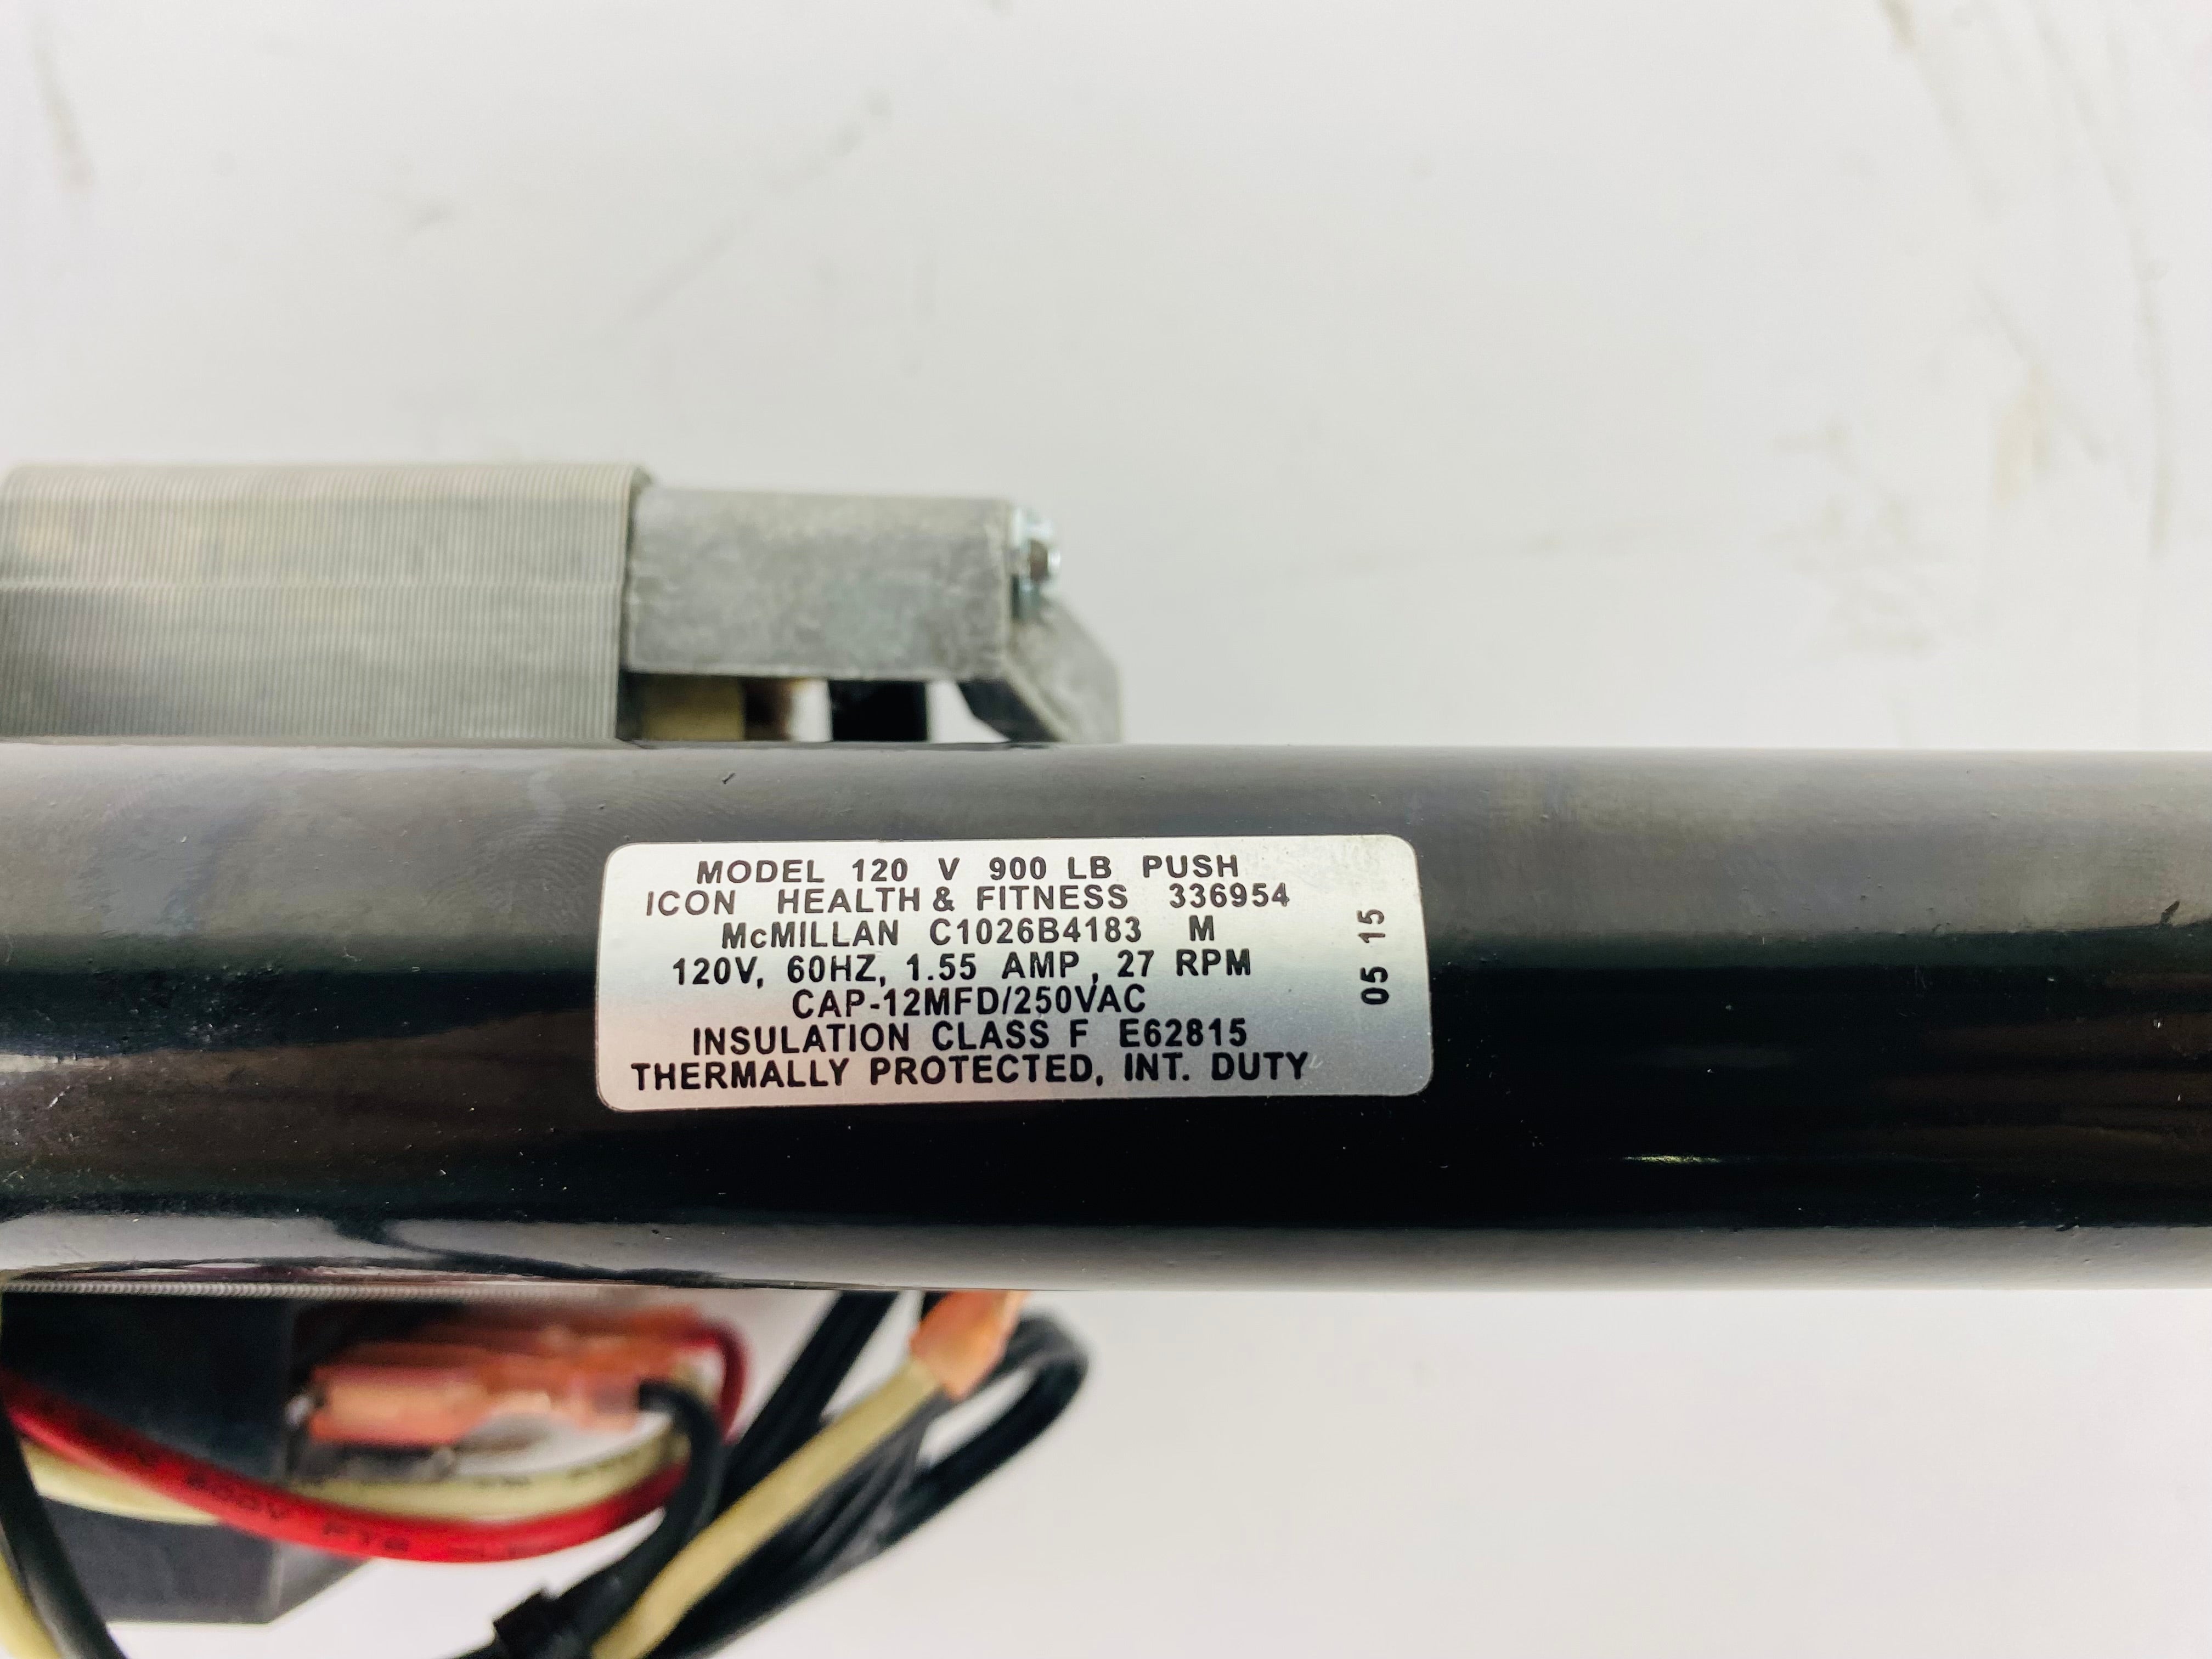 MODEL 120 V 900 LB PUSH
ICON HEALTH & FITNESS 336954
McMILLAN C1026B4183 M
120V, 60HZ, 1.55 AMP, 27 RPM
CAP-12MFD/250VAC
INSULATION CLASS F E62815
THERMALLY PROTECTED, INT. DUTY
05 15
600V